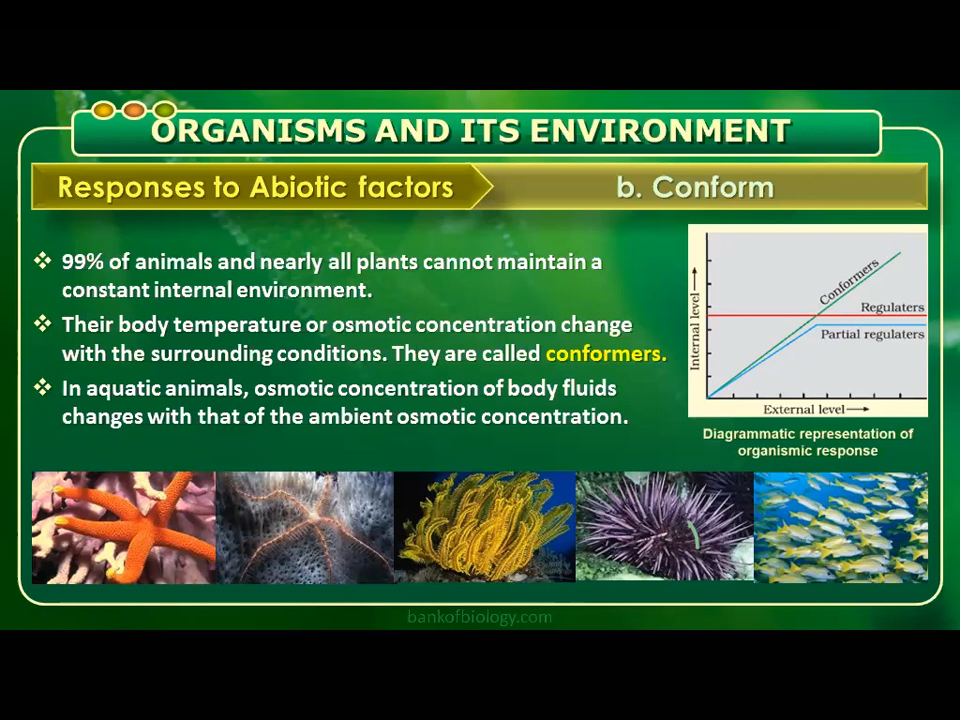 ORGANISMS AND ITS ENVIRONMENT
Responses to Abiotic factors
b. Conform
❖ 99% of animals and nearly all plants cannot maintain a
constant internal environment.
❖ Their body temperature or osmotic concentration change
with the surrounding conditions. They are called conformers.
❖ In aquatic animals, osmotic concentration of body fluids
changes with that of the ambient osmotic concentration.
Internal level
Conformers
Regulaters
Partial regulaters
External level
Diagrammatic representation of
organismic response
bankofbiology.com